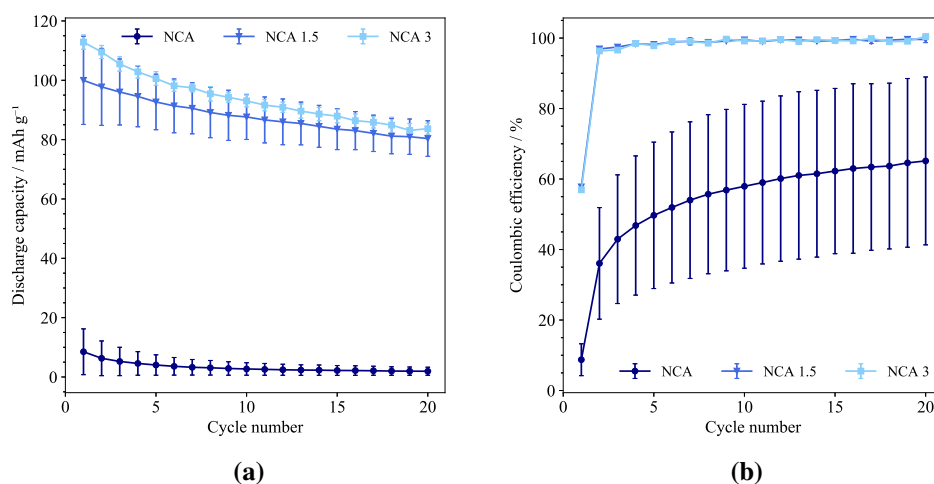 120
100
80
60
40
20
0
Discharge capacity / mAh g⁻¹
NCA
NCA 1.5
NCA 3
0
5
10
15
20
Cycle number
(a)
100
80
60
40
20
0
Coulombic efficiency / %
NCA
NCA 1.5
NCA 3
0
5
10
15
20
Cycle number
(b)